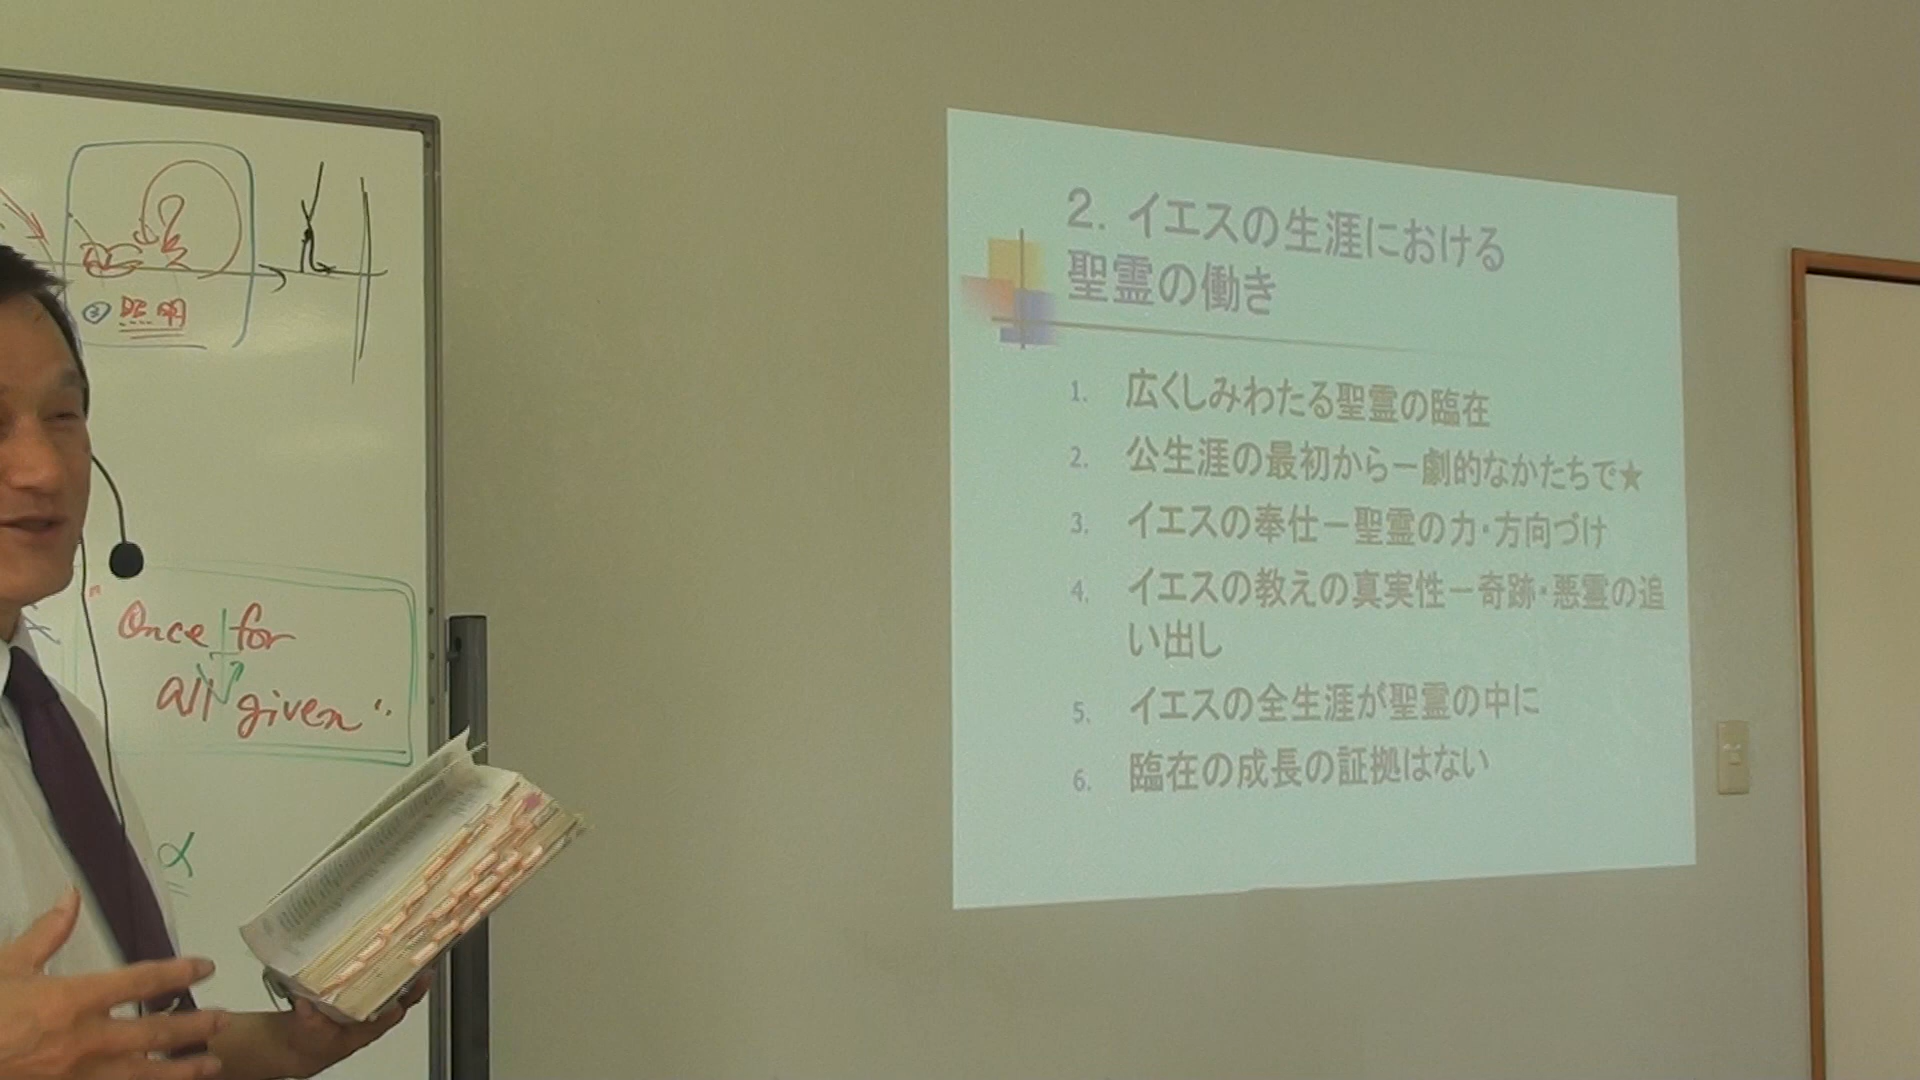 ③ 照明
"Once for
all given"
α
2. イエスの生涯における
聖霊の働き
1. 広くしみわたる聖霊の臨在
2. 公生涯の最初から－劇的なかたちで★
3. イエスの奉仕－聖霊の力・方向づけ
4. イエスの教えの真実性－奇跡・悪霊の追
い出し
5. イエスの全生涯が聖霊の中に
6. 臨在の成長の証拠はない